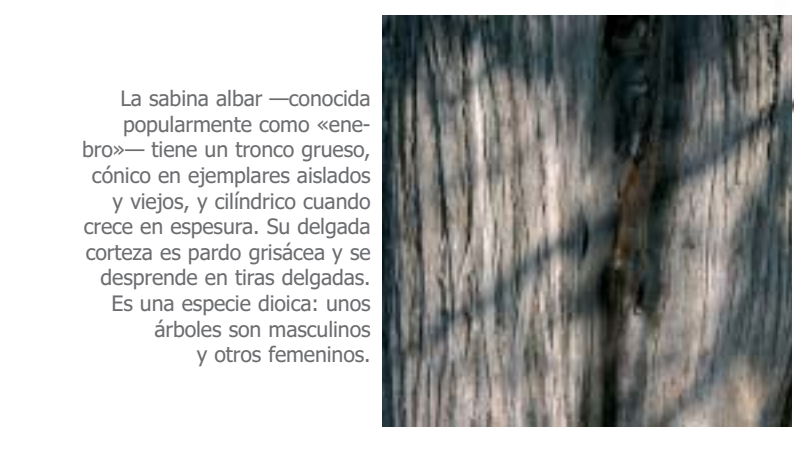 La sabina albar —conocida
popularmente como «ene-
bro»— tiene un tronco grueso,
cónico en ejemplares aislados
y viejos, y cilíndrico cuando
crece en espesura. Su delgada
corteza es pardo grisácea y se
desprende en tiras delgadas.
Es una especie dioica: unos
árboles son masculinos
y otros femeninos.